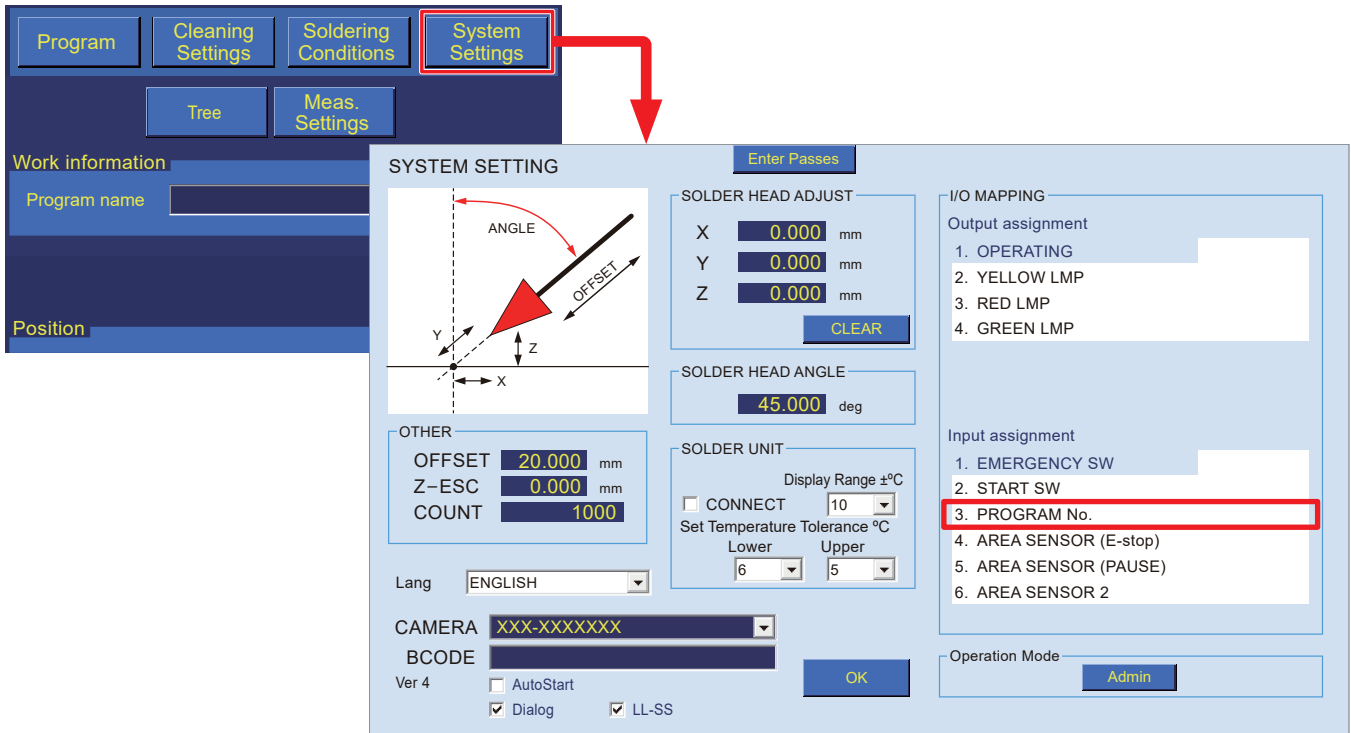 Program
Cleaning
Settings
Soldering
Conditions
System
Settings
Tree
Meas.
Settings
Work information
Program name
Position
SYSTEM SETTING
Enter Passes
ANGLE
OFFSET
Y
Z
X
SOLDER HEAD ADJUST
X 0.000 mm
Y 0.000 mm
Z 0.000 mm
CLEAR
SOLDER HEAD ANGLE
45.000 deg
OTHER
OFFSET 20.000 mm
Z-ESC 0.000 mm
COUNT 1000
SOLDER UNIT
Display Range ±ºC
CONNECT 10
Set Temperature Tolerance ºC
Lower Upper
6 5
Lang ENGLISH
CAMERA XXX-XXXXXXX
BCODE
Ver 4 AutoStart
Dialog LL-SS
OK
I/O MAPPING
Output assignment
1. OPERATING
2. YELLOW LMP
3. RED LMP
4. GREEN LMP
Input assignment
1. EMERGENCY SW
2. START SW
3. PROGRAM No.
4. AREA SENSOR (E-stop)
5. AREA SENSOR (PAUSE)
6. AREA SENSOR 2
Operation Mode
Admin